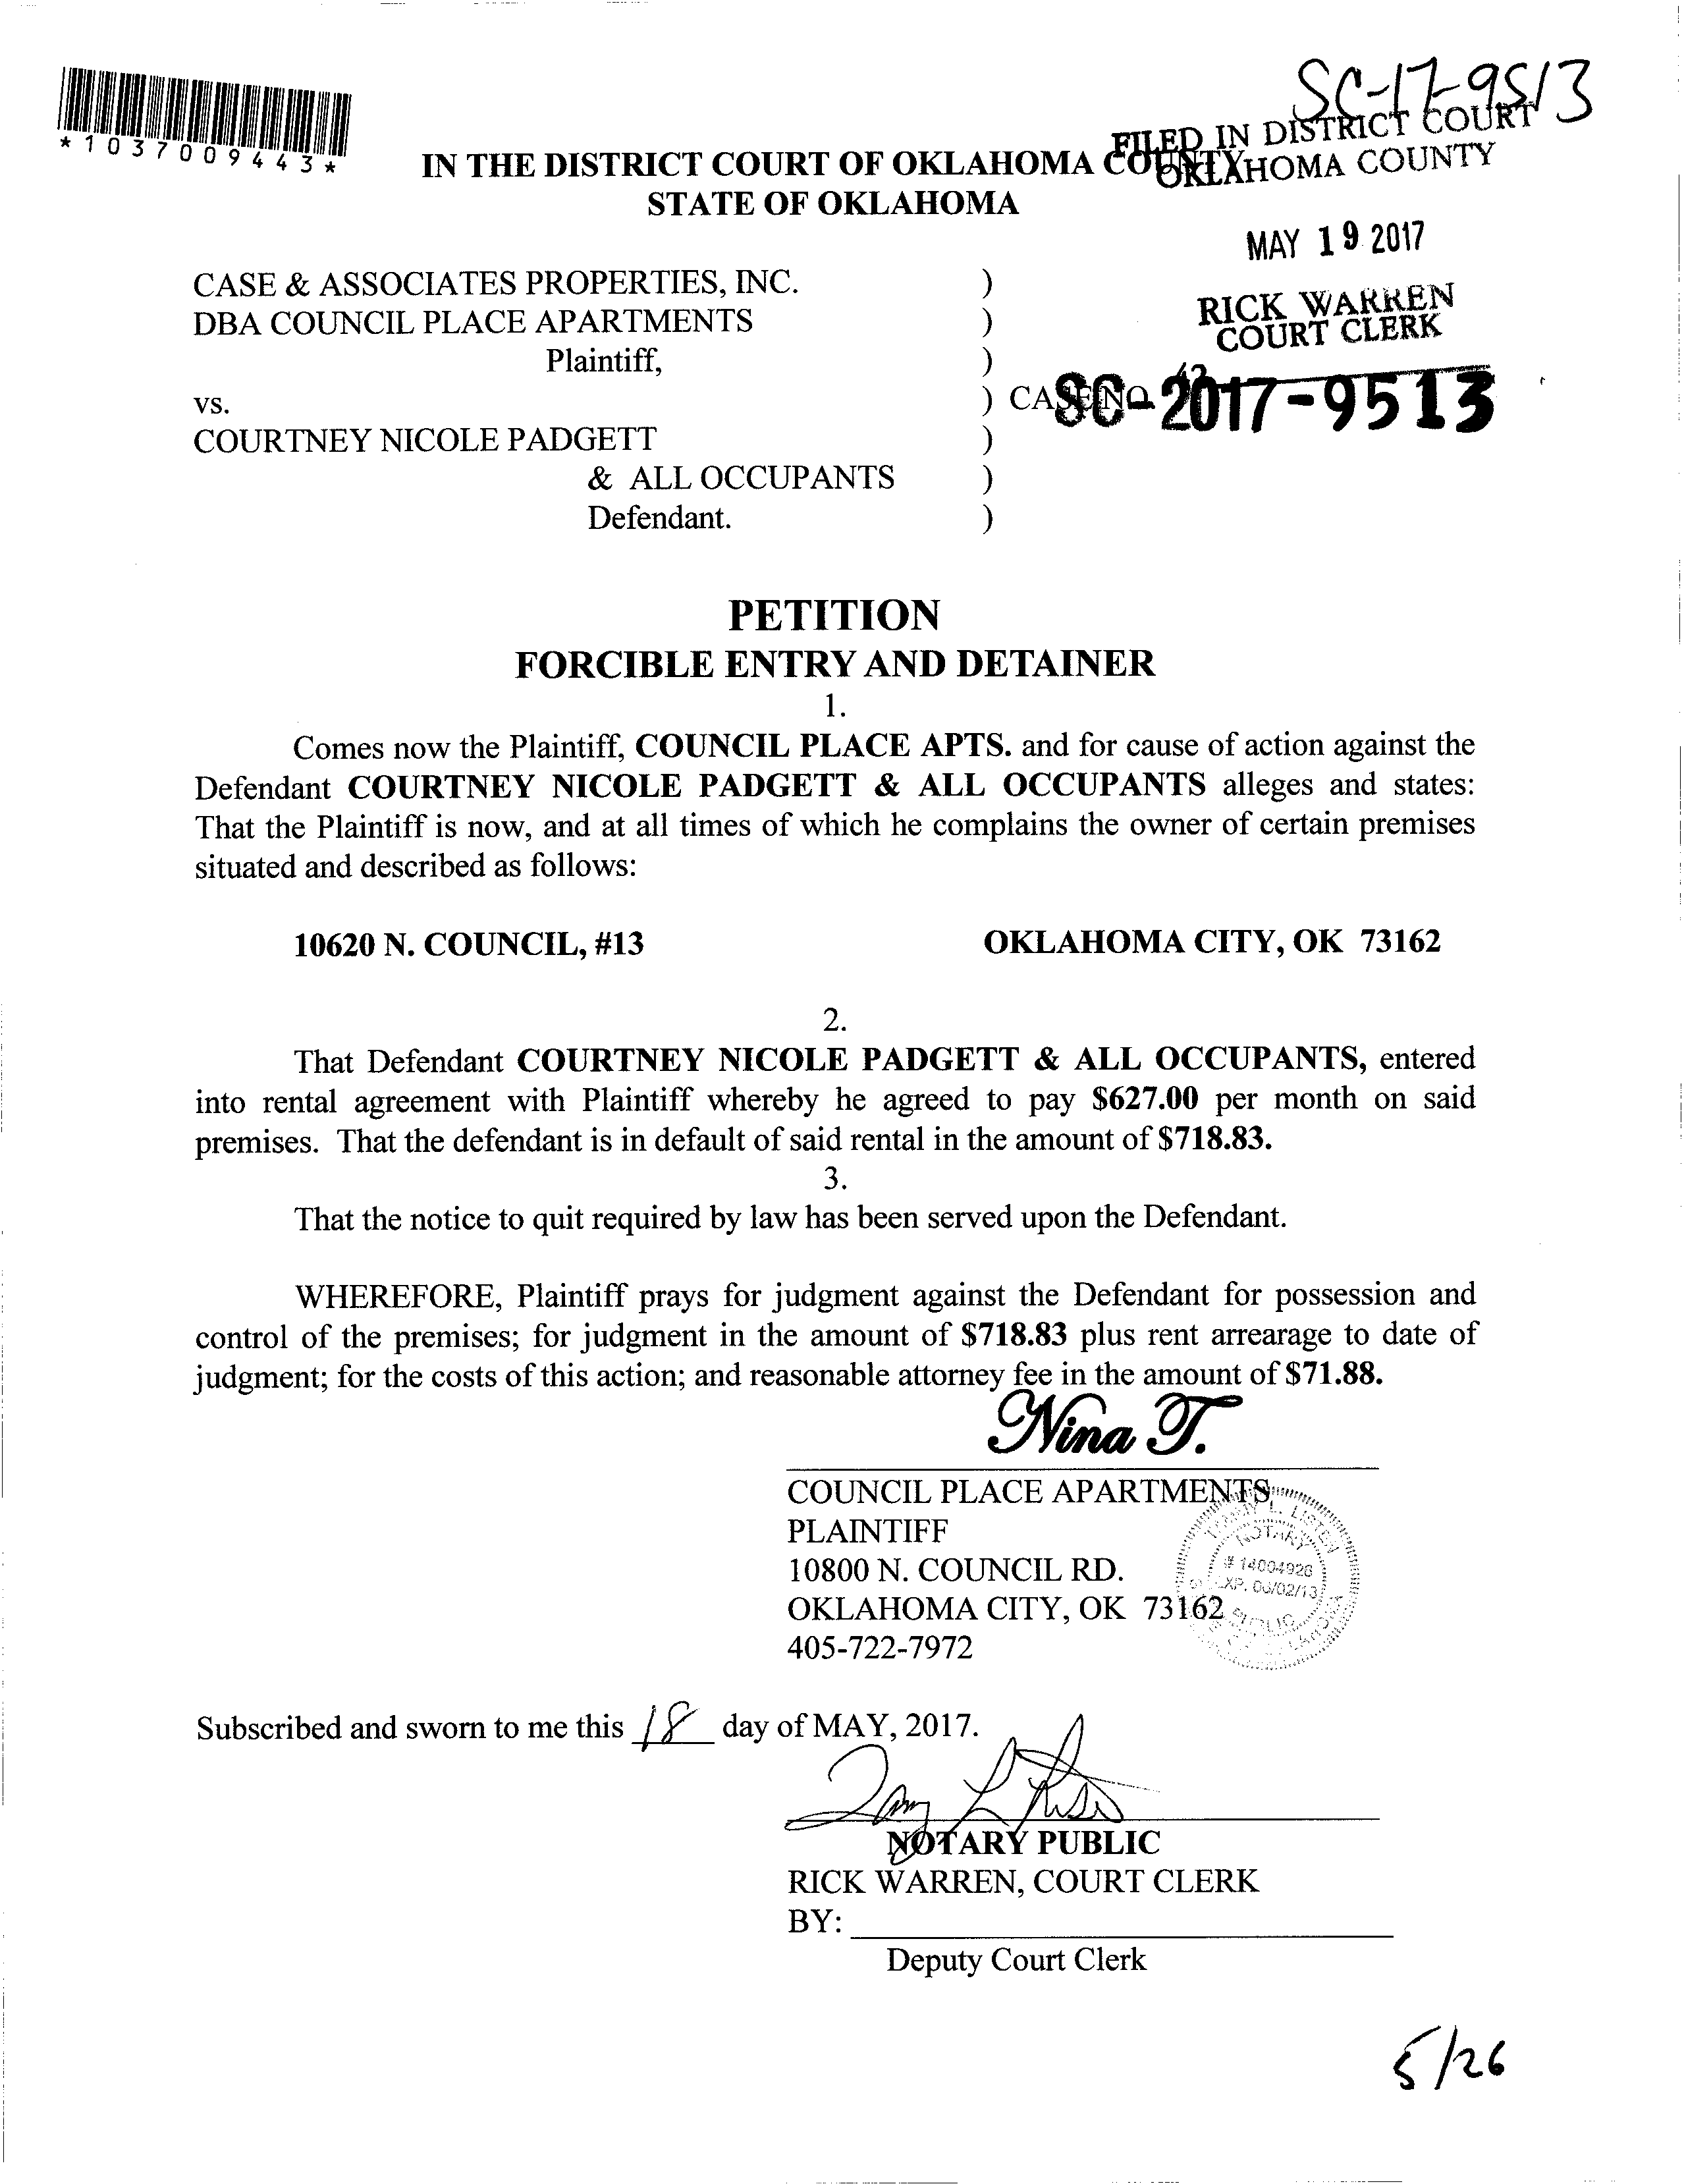 SC-17-9513
*1037009443*
FILED IN DISTRICT COURT
OKLAHOMA COUNTY
IN THE DISTRICT COURT OF OKLAHOMA COUNTY
STATE OF OKLAHOMA
MAY 19 2017
RICK WARREN
COURT CLERK
CASE & ASSOCIATES PROPERTIES, INC. )
DBA COUNCIL PLACE APARTMENTS )
Plaintiff, )
vs. ) CASE NO.
SC-2017-9513
COURTNEY NICOLE PADGETT )
& ALL OCCUPANTS )
Defendant. )
PETITION
FORCIBLE ENTRY AND DETAINER
1.
Comes now the Plaintiff, COUNCIL PLACE APTS. and for cause of action against the
Defendant COURTNEY NICOLE PADGETT & ALL OCCUPANTS alleges and states:
That the Plaintiff is now, and at all times of which he complains the owner of certain premises
situated and described as follows:
10620 N. COUNCIL, #13 OKLAHOMA CITY, OK 73162
2.
That Defendant COURTNEY NICOLE PADGETT & ALL OCCUPANTS, entered
into rental agreement with Plaintiff whereby he agreed to pay $627.00 per month on said
premises. That the defendant is in default of said rental in the amount of $718.83.
3.
That the notice to quit required by law has been served upon the Defendant.
WHEREFORE, Plaintiff prays for judgment against the Defendant for possession and
control of the premises; for judgment in the amount of $718.83 plus rent arrearage to date of
judgment; for the costs of this action; and reasonable attorney fee in the amount of $71.88.
Nina T.
COUNCIL PLACE APARTMENTS
PLAINTIFF
10800 N. COUNCIL RD.
OKLAHOMA CITY, OK 73162
405-722-7972
NOTARY
# 14004926
Subscribed and sworn to me this 18 day of MAY, 2017.
NOTARY PUBLIC
RICK WARREN, COURT CLERK
BY:
Deputy Court Clerk
5/26